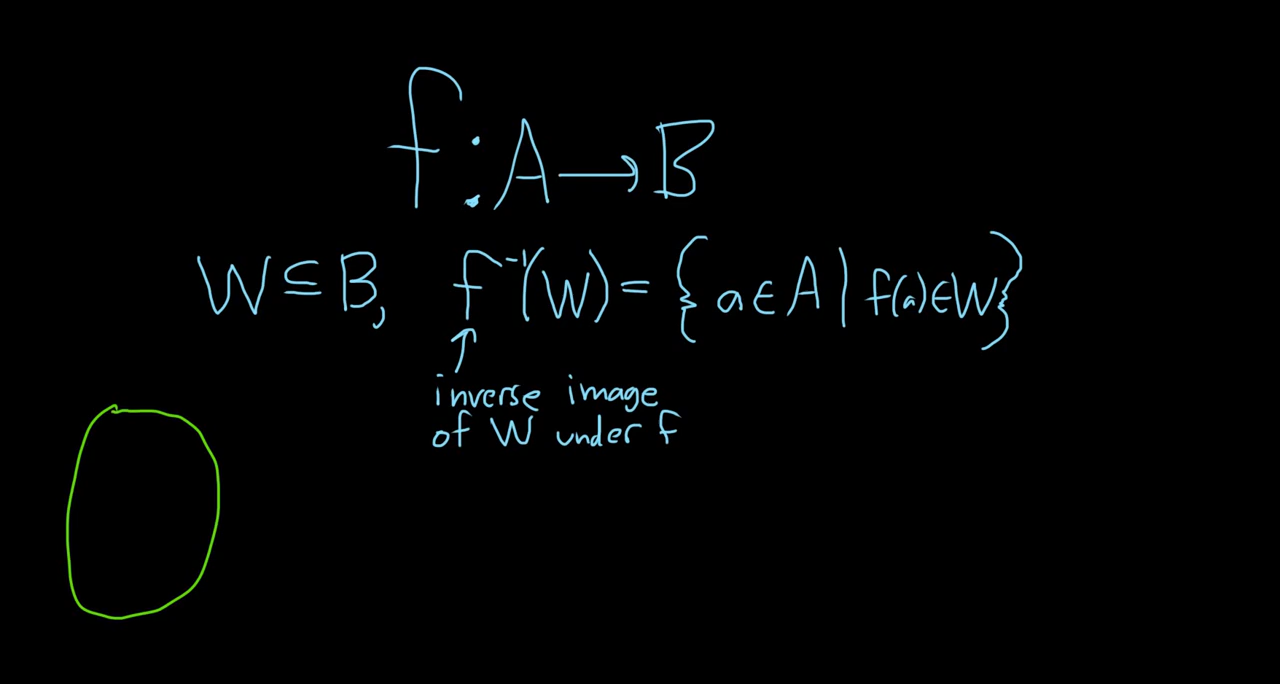 f:A→B
W⊆B, f⁻¹(W)={a∈A|f(a)∈W}
inverse image
of W under f